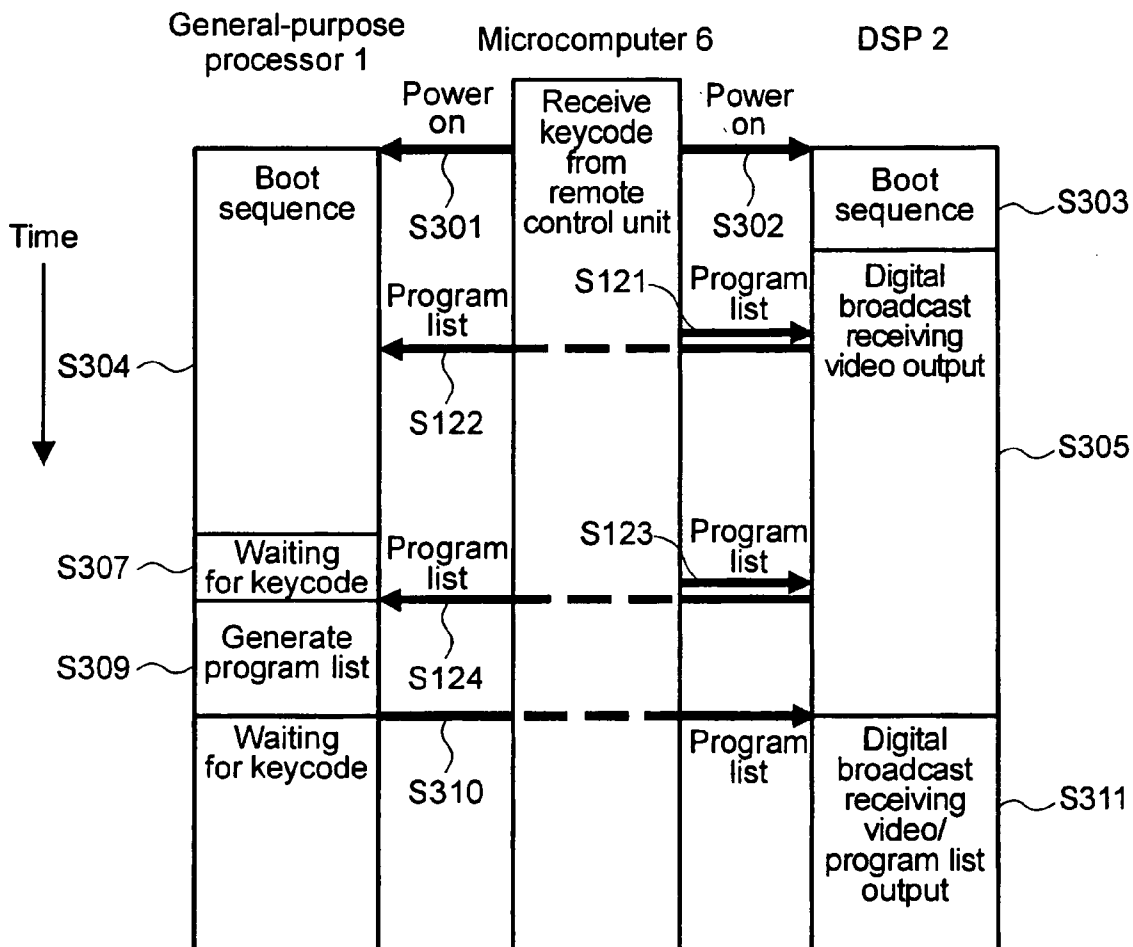 General-purpose
processor 1
Microcomputer 6
DSP 2
Power
on
Receive
keycode
from
remote
control unit
Power
on
Boot
sequence
S301
S302
Boot
sequence
S303
Time
Program
list
S121
Program
list
Digital
broadcast
receiving
video output
S304
S122
S305
S307
Waiting
for keycode
Program
list
S123
Program
list
S309
Generate
program list
S124
Waiting
for keycode
S310
Program
list
Digital
broadcast
receiving
video/
program list
output
S311